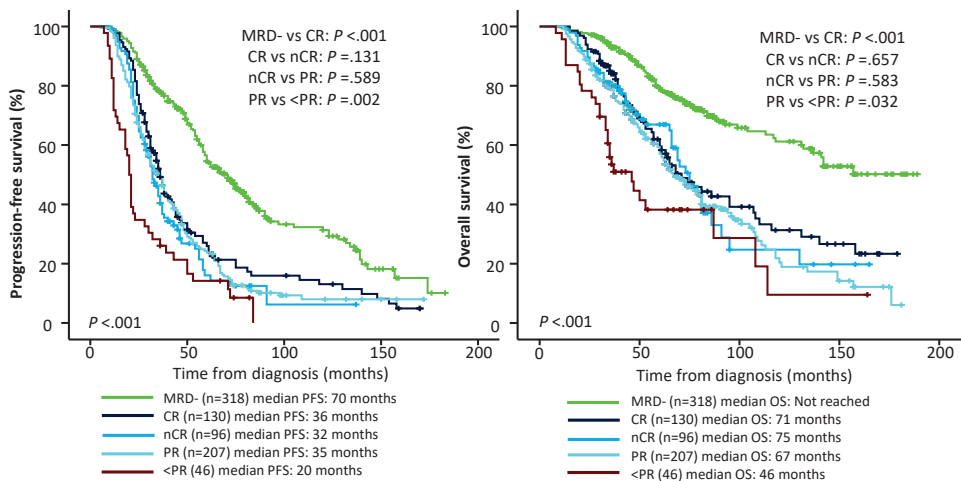 MRD- vs CR: P <.001
CR vs nCR: P =.131
nCR vs PR: P =.589
PR vs <PR: P =.002
Progression-free survival (%)
100
80
60
40
20
0
P <.001
0 50 100 150 200
Time from diagnosis (months)
MRD- (n=318) median PFS: 70 months
CR (n=130) median PFS: 36 months
nCR (n=96) median PFS: 32 months
PR (n=207) median PFS: 35 months
<PR (46) median PFS: 20 months
MRD- vs CR: P <.001
CR vs nCR: P =.657
nCR vs PR: P =.583
PR vs <PR: P =.032
Overall survival (%)
100
80
60
40
20
0
P <.001
0 50 100 150 200
Time from diagnosis (months)
MRD- (n=318) median OS: Not reached
CR (n=130) median OS: 71 months
nCR (n=96) median OS: 75 months
PR (n=207) median OS: 67 months
<PR (46) median OS: 46 months